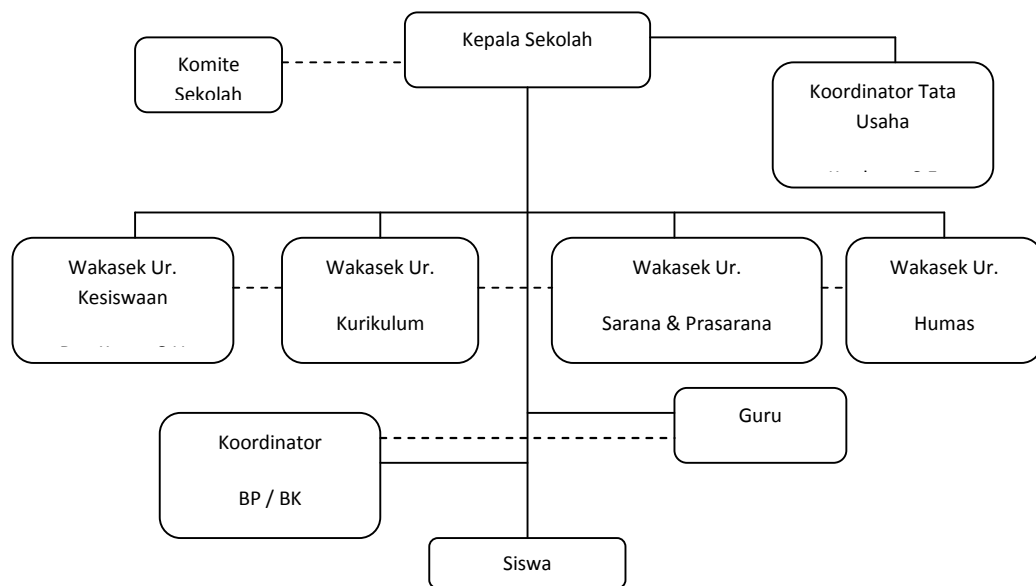 Kepala Sekolah
Komite
Sekolah
Koordinator Tata
Usaha
Wakasek Ur.
Kesiswaan
Wakasek Ur.
Kurikulum
Wakasek Ur.
Sarana & Prasarana
Wakasek Ur.
Humas
Guru
Koordinator
BP / BK
Siswa